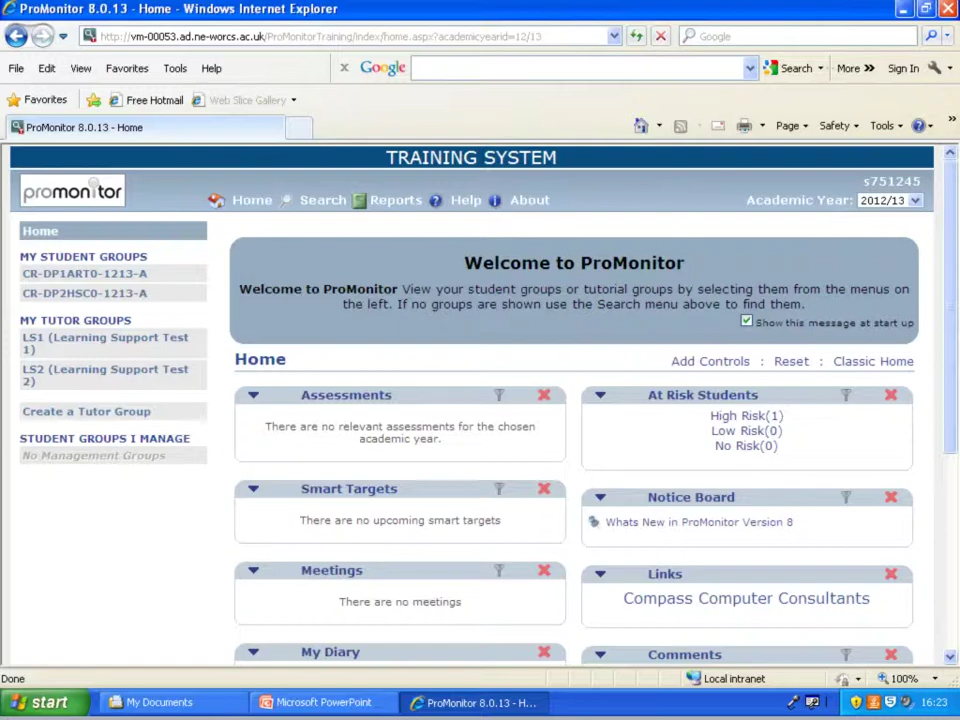 ProMonitor 8.0.13 - Home - Windows Internet Explorer
http://vm-00053.ad.ne-worcs.ac.uk/ProMonitorTraining/index/home.aspx?academicyearid=12/13
Google
File Edit View Favorites Tools Help
x Google Search More » Sign In
Favorites Free Hotmail Web Slice Gallery
ProMonitor 8.0.13 - Home
Page Safety Tools »
TRAINING SYSTEM
promonitor
s751245
Home Search Reports Help About
Academic Year: 2012/13
Home
MY STUDENT GROUPS
CR-DP1ART0-1213-A
CR-DP2HSC0-1213-A
MY TUTOR GROUPS
LS1 (Learning Support Test
1)
LS2 (Learning Support Test
2)
Create a Tutor Group
STUDENT GROUPS I MANAGE
No Management Groups
Welcome to ProMonitor
Welcome to ProMonitor View your student groups or tutorial groups by selecting them from the menus on
the left. If no groups are shown use the Search menu above to find them.
Show this message at start up
Home
Add Controls : Reset : Classic Home
Assessments
There are no relevant assessments for the chosen
academic year.
Smart Targets
There are no upcoming smart targets
Meetings
There are no meetings
My Diary
At Risk Students
High Risk(1)
Low Risk(0)
No Risk(0)
Notice Board
Whats New in ProMonitor Version 8
Links
Compass Computer Consultants
Comments
Done
Local intranet
100%
start
My Documents
Microsoft PowerPoint
ProMonitor 8.0.13 - H...
16:23